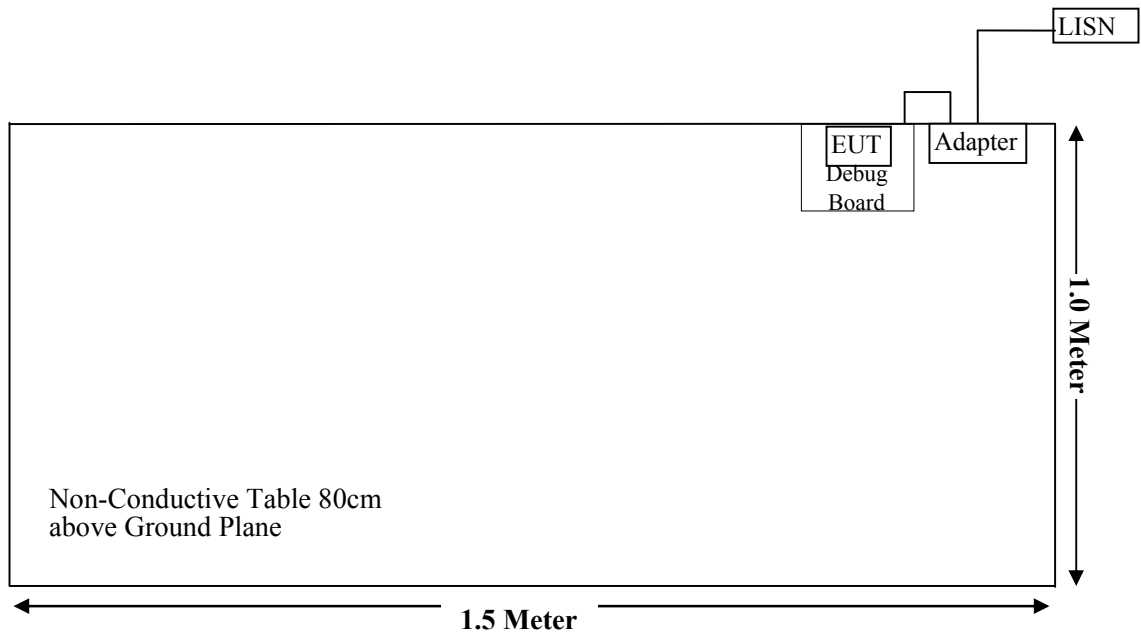 LISN
EUT
Adapter
Debug
Board
1.0 Meter
Non-Conductive Table 80cm
above Ground Plane
1.5 Meter